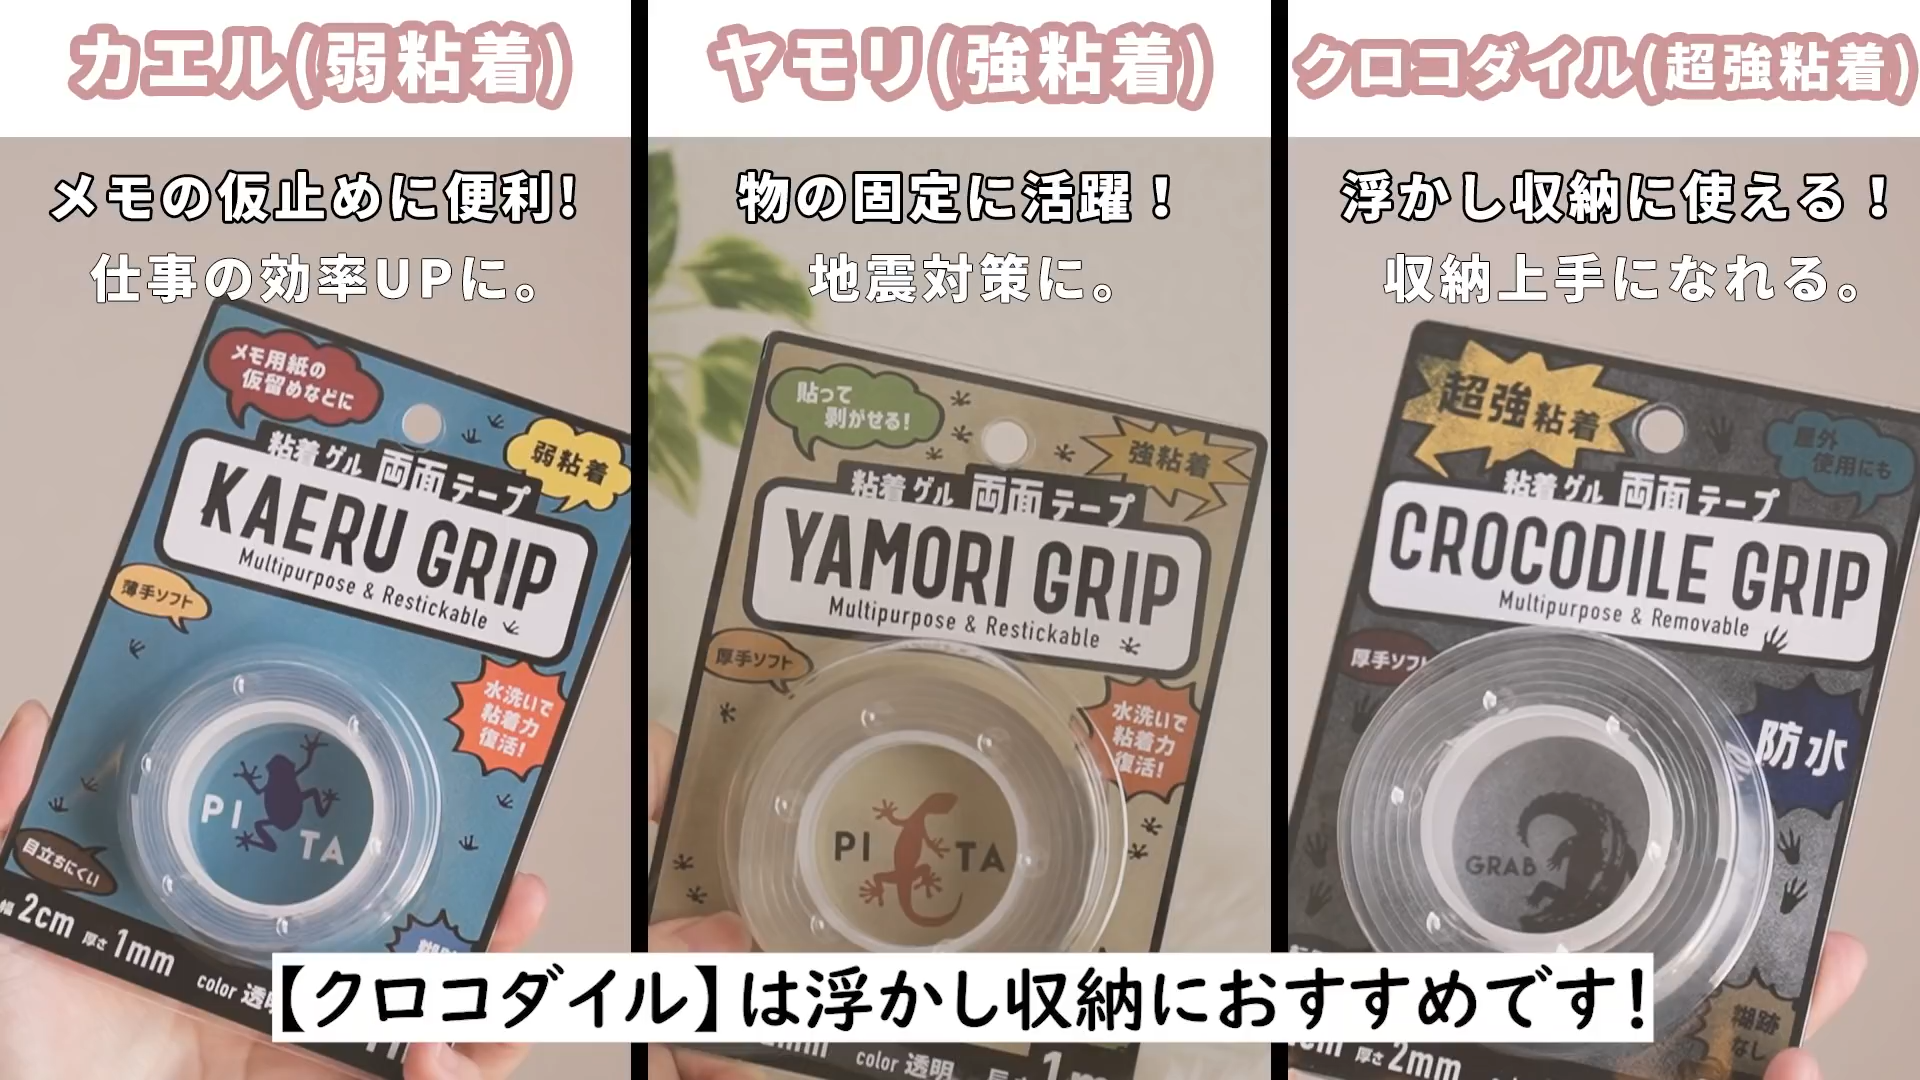 カエル(弱粘着)
メモの仮止めに便利!
仕事の効率UPに。
メモ用紙の
仮留めなどに
弱粘着
粘着ゲル 両面テープ
KAERU GRIP
Multipurpose & Restickable
薄手ソフト
水洗いで
粘着力
復活!
PITA
目立ちにくい
幅 2cm 厚さ 1mm color 透
ヤモリ(強粘着)
物の固定に活躍!
地震対策に。
貼って
剥がせる!
強粘着
粘着ゲル 両面テープ
YAMORI GRIP
Multipurpose & Restickable
厚手ソフト
水洗いで
粘着力
復活!
PITA
color 透明
クロコダイル(超強粘着)
浮かし収納に使える!
収納上手になれる。
超強粘着
屋外
使用にも
粘着ゲル 両面テープ
CROCODILE GRIP
Multipurpose & Removable
厚手ソフト
防水
GRAB
糊跡
なし
厚さ 2mm
【クロコダイル】は浮かし収納におすすめです!